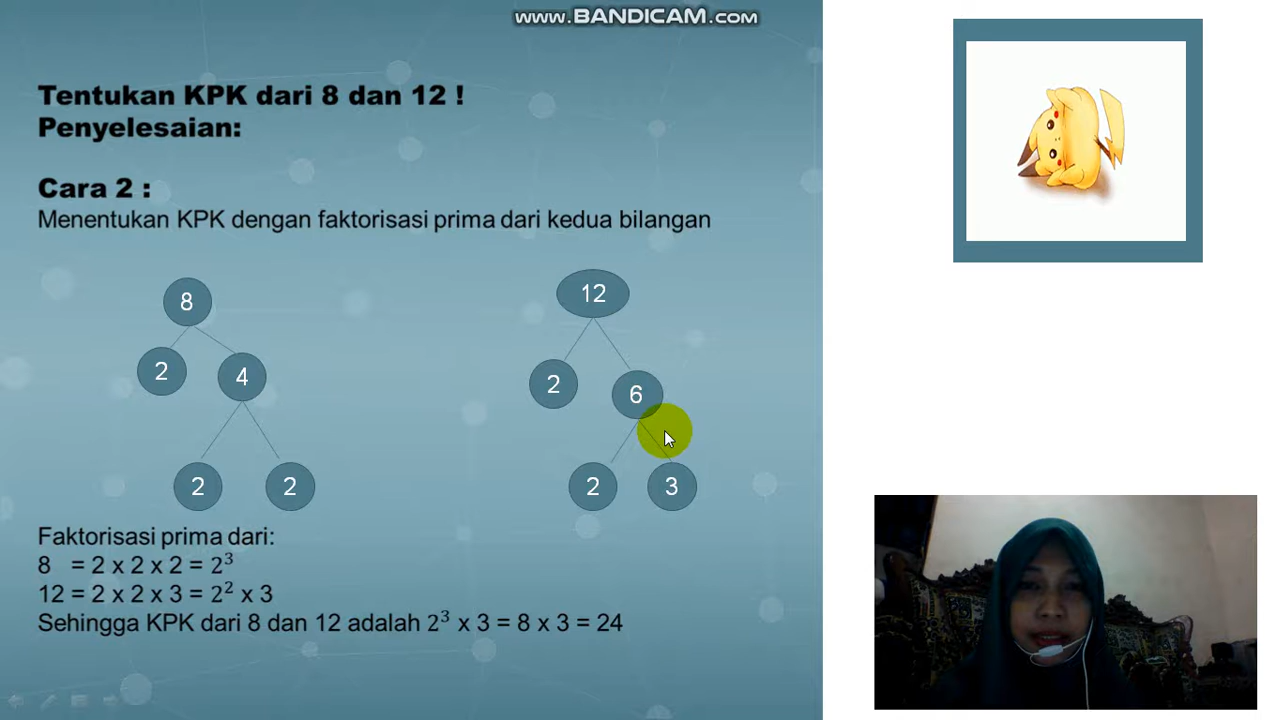 www.BANDICAM.com
Tentukan KPK dari 8 dan 12 !
Penyelesaian:
Cara 2 :
Menentukan KPK dengan faktorisasi prima dari kedua bilangan
8
12
2
4
2
6
2
2
2
3
Faktorisasi prima dari:
8 = 2 x 2 x 2 = 2³
12 = 2 x 2 x 3 = 2² x 3
Sehingga KPK dari 8 dan 12 adalah 2³ x 3 = 8 x 3 = 24